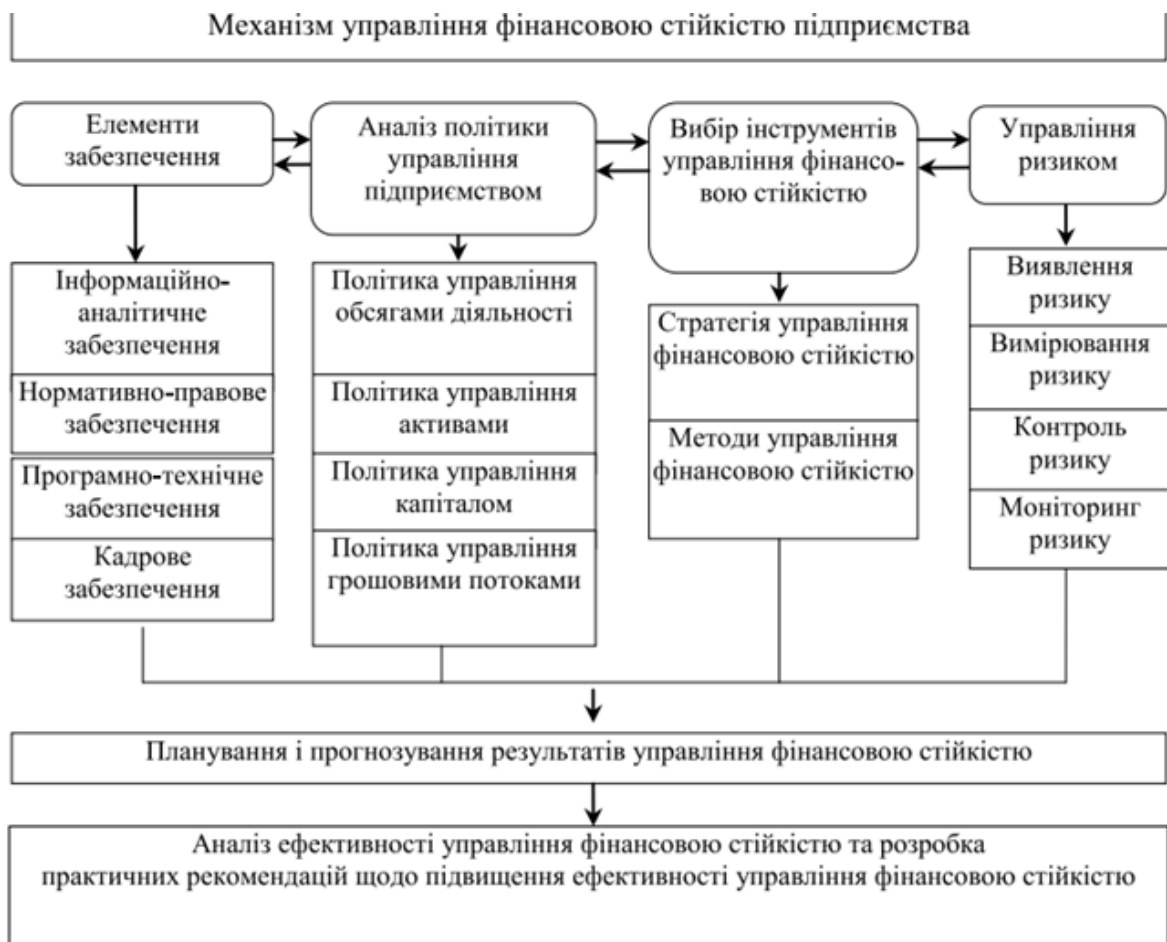 Механізм управління фінансовою стійкістю підприємства
Елементи
забезпечення
Аналіз політики
управління
підприємством
Вибір інструментів
управління фінансо-
вою стійкістю
Управління
ризиком
Інформаційно-
аналітичне
забезпечення
Нормативно-правове
забезпечення
Програмно-технічне
забезпечення
Кадрове
забезпечення
Політика управління
обсягами діяльності
Політика управління
активами
Політика управління
капіталом
Політика управління
грошовими потоками
Стратегія управління
фінансовою стійкістю
Методи управління
фінансовою стійкістю
Виявлення
ризику
Вимірювання
ризику
Контроль
ризику
Моніторинг
ризику
Планування і прогнозування результатів управління фінансовою стійкістю
Аналіз ефективності управління фінансовою стійкістю та розробка
практичних рекомендацій щодо підвищення ефективності управління фінансовою стійкістю